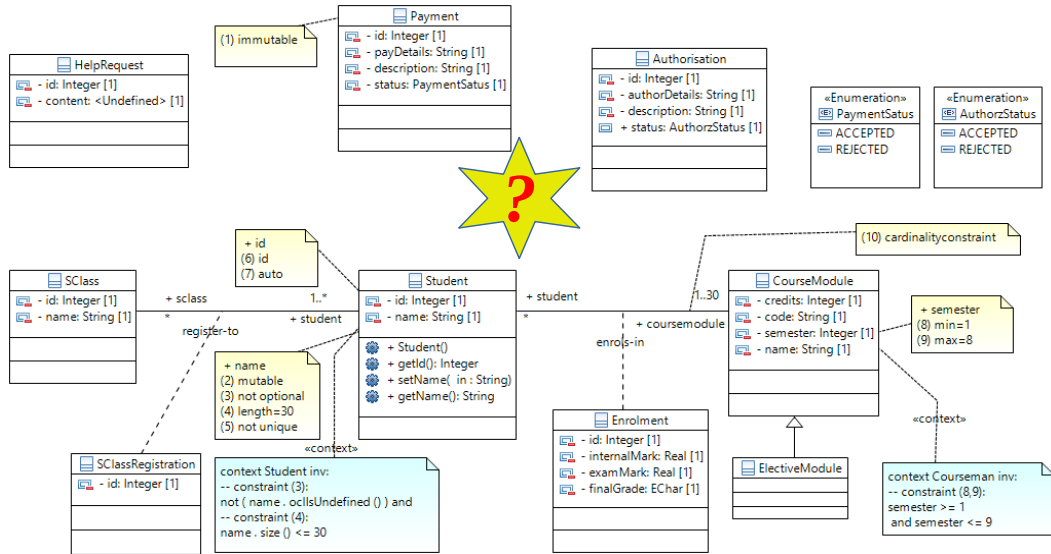 Payment
- id: Integer [1]
- payDetails: String [1]
- description: String [1]
- status: PaymentSatus [1]
(1) immutable
HelpRequest
- id: Integer [1]
- content: <Undefined> [1]
Authorisation
- id: Integer [1]
- authorDetails: String [1]
- description: String [1]
+ status: AuthorzStatus [1]
«Enumeration»
PaymentSatus
ACCEPTED
REJECTED
«Enumeration»
AuthorzStatus
ACCEPTED
REJECTED
?
+ id
(6) id
(7) auto
(10) cardinalityconstraint
SClass
- id: Integer [1]
- name: String [1]
+ sclass
*
register-to
1..*
+ student
Student
- id: Integer [1]
- name: String [1]
+ Student()
+ getId(): Integer
+ setName( in : String)
+ getName(): String
+ student
*
enrols-in
1..30
+ coursemodule
CourseModule
- credits: Integer [1]
- code: String [1]
- semester: Integer [1]
- name: String [1]
+ semester
(8) min=1
(9) max=8
+ name
(2) mutable
(3) not optional
(4) length=30
(5) not unique
«context»
«context»
SClassRegistration
- id: Integer [1]
context Student inv:
-- constraint (3):
not ( name . oclIsUndefined () ) and
-- constraint (4):
name . size () <= 30
Enrolment
- id: Integer [1]
- internalMark: Real [1]
- examMark: Real [1]
- finalGrade: EChar [1]
ElectiveModule
context Courseman inv:
-- constraint (8,9):
semester >= 1
and semester <= 9